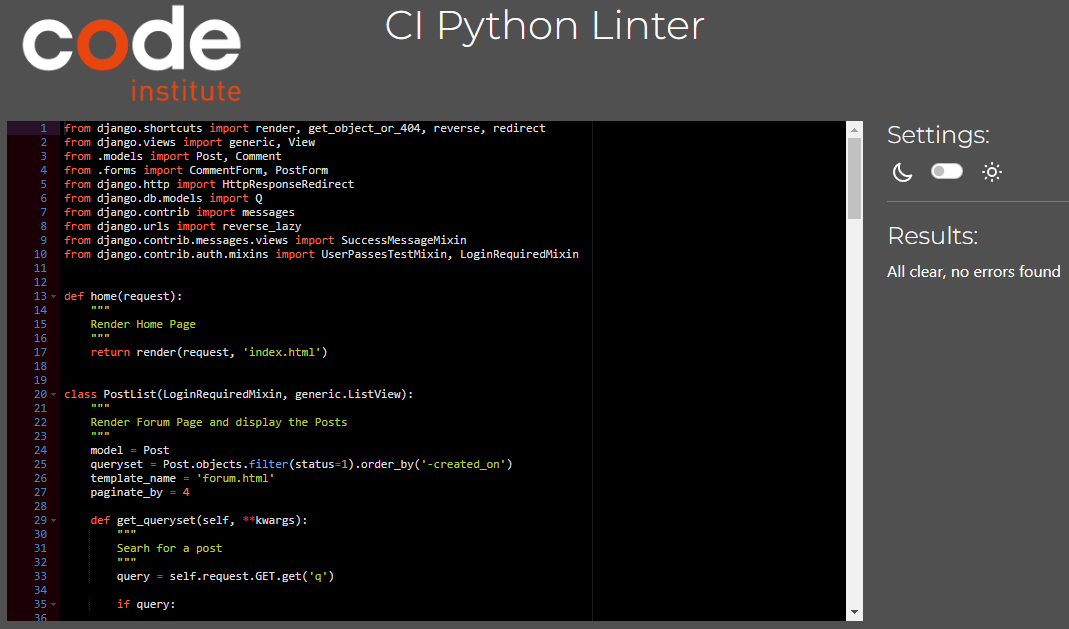 code
institute
CI Python Linter
1 from django.shortcuts import render, get_object_or_404, reverse, redirect
2 from django.views import generic, View
3 from .models import Post, Comment
4 from .forms import CommentForm, PostForm
5 from django.http import HttpResponseRedirect
6 from django.db.models import Q
7 from django.contrib import messages
8 from django.urls import reverse_lazy
9 from django.contrib.messages.views import SuccessMessageMixin
10 from django.contrib.auth.mixins import UserPassesTestMixin, LoginRequiredMixin
11
12
13 def home(request):
14     """
15     Render Home Page
16     """
17     return render(request, 'index.html')
18
19
20 class PostList(LoginRequiredMixin, generic.ListView):
21     """
22     Render Forum Page and display the Posts
23     """
24     model = Post
25     queryset = Post.objects.filter(status=1).order_by('-created_on')
26     template_name = 'forum.html'
27     paginate_by = 4
28
29     def get_queryset(self, **kwargs):
30         """
31         Searh for a post
32         """
33         query = self.request.GET.get('q')
34
35         if query:
36
Settings:
Results:
All clear, no errors found